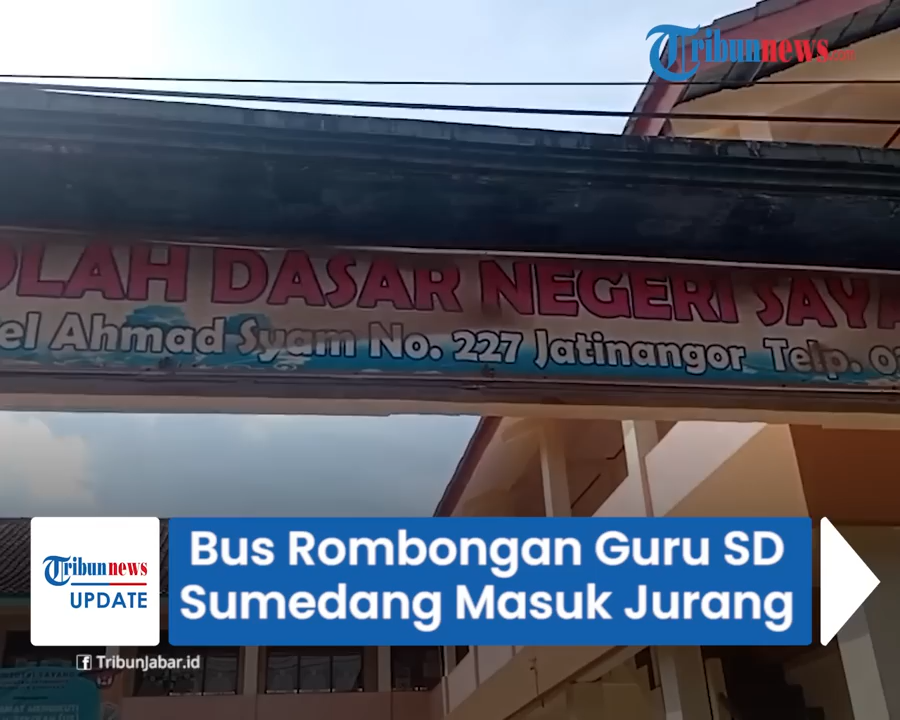 Tribunnews.com
OLAH DASAR NEGERI SAYA
el Ahmad Syam No. 227 Jatinangor Telp. 0
Tribunnews
UPDATE
Bus Rombongan Guru SD
Sumedang Masuk Jurang
Tribunjabar.id